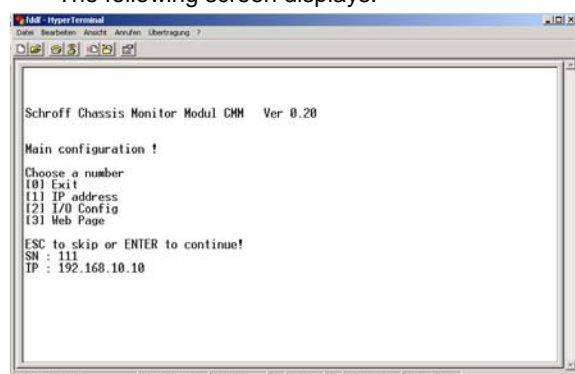 The following screen displays:
fddf - HyperTerminal
Datei Bearbeiten Ansicht Anrufen Übertragung ?
Schroff Chassis Monitor Modul CMM Ver 0.20
Main configuration !
Choose a number
[0] Exit
[1] IP address
[2] I/O Config
[3] Web Page
ESC to skip or ENTER to continue!
SN : 111
IP : 192.168.10.10